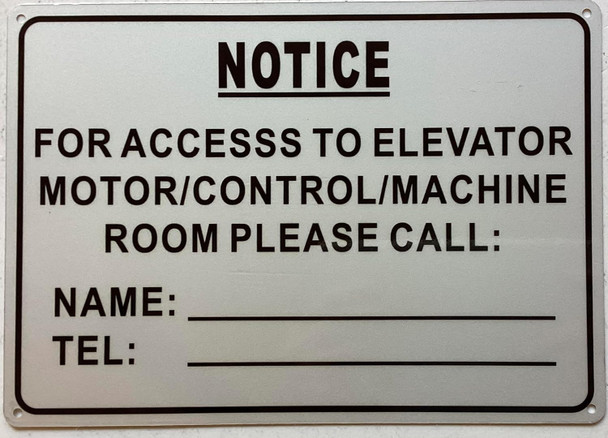 NOTICE
FOR ACCESSS TO ELEVATOR
MOTOR/CONTROL/MACHINE
ROOM PLEASE CALL:
NAME:
TEL: